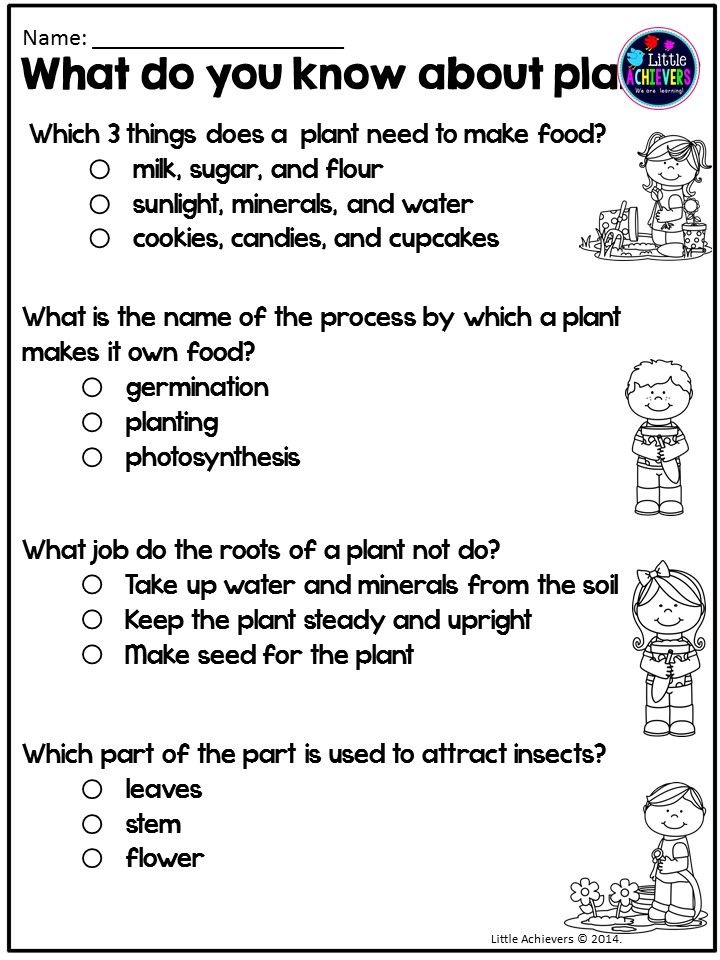 Name: ____________________
What do you know about pla
Little
ACHIEVERS
We are learning!
Which 3 things does a plant need to make food?
milk, sugar, and flour
sunlight, minerals, and water
cookies, candies, and cupcakes
What is the name of the process by which a plant
makes it own food?
germination
planting
photosynthesis
What job do the roots of a plant not do?
Take up water and minerals from the soil
Keep the plant steady and upright
Make seed for the plant
Which part of the part is used to attract insects?
leaves
stem
flower
Little Achievers © 2014.